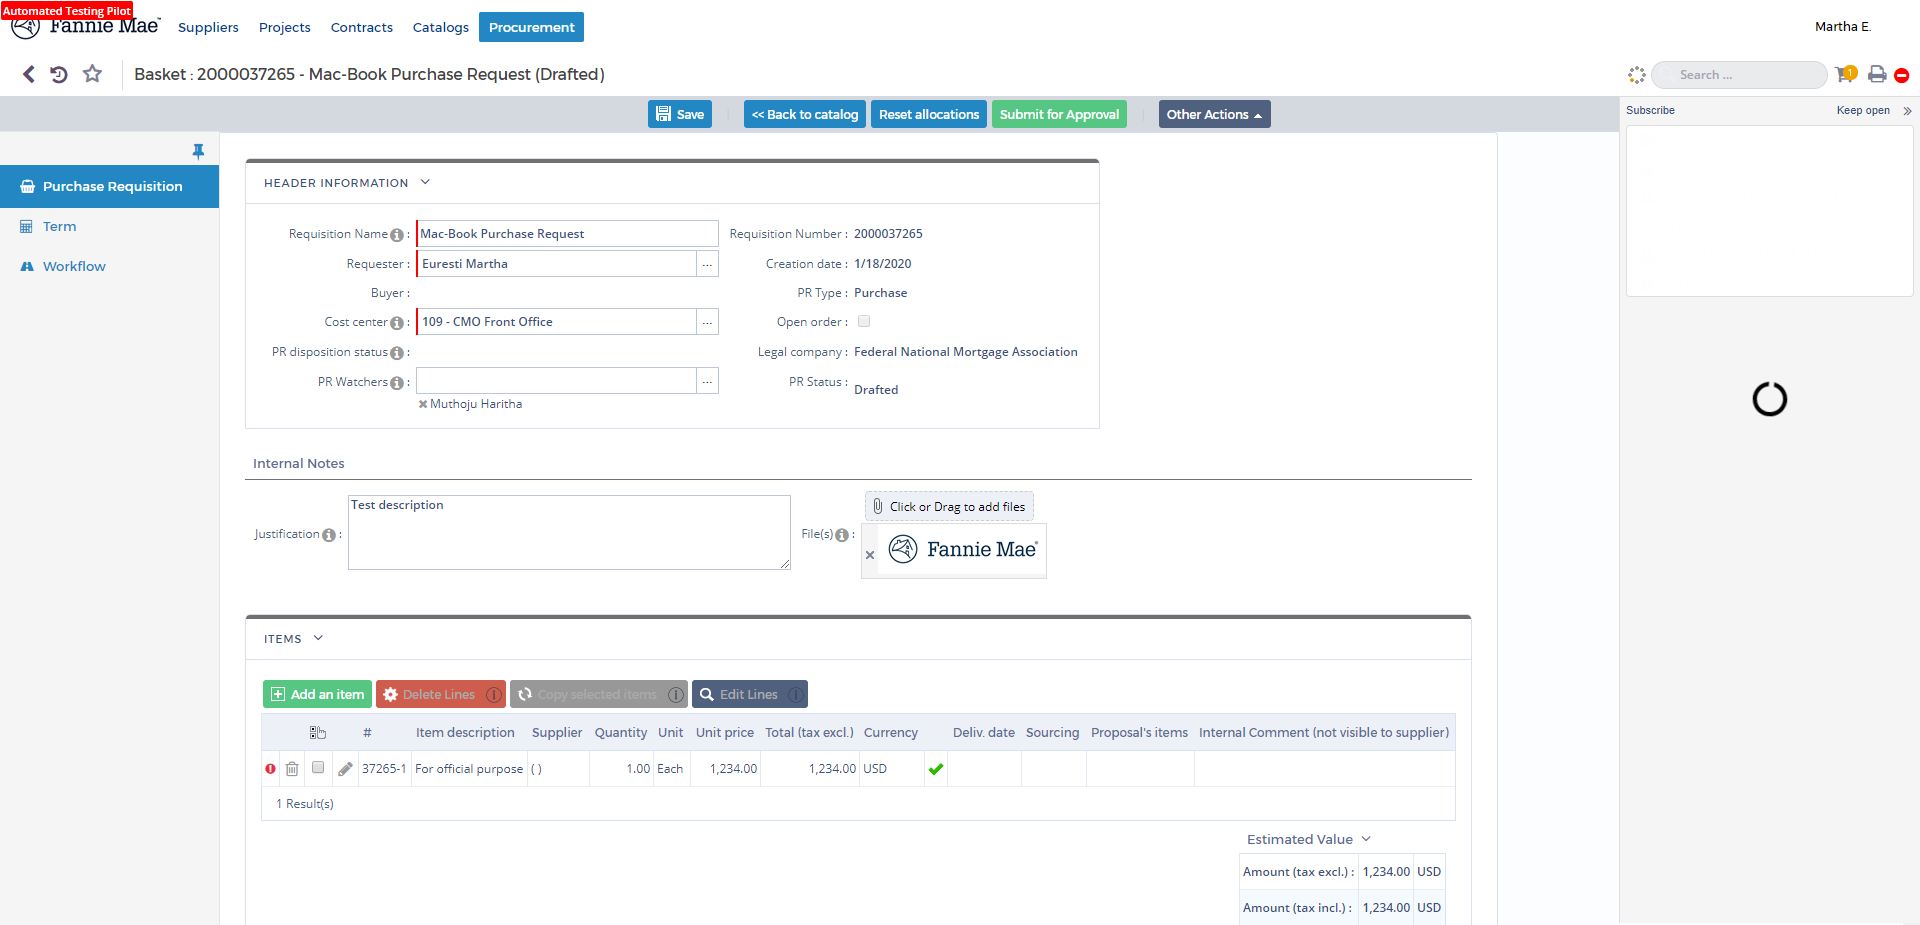 Automated Testing Pilot
Fannie Mae
Suppliers Projects Contracts Catalogs Procurement
Martha E.
Basket : 2000037265 - Mac-Book Purchase Request (Drafted)
Search ...
1
Save
<< Back to catalog
Reset allocations
Submit for Approval
Other Actions
Subscribe
Keep open
Purchase Requisition
Term
Workflow
HEADER INFORMATION
Requisition Name : Mac-Book Purchase Request
Requisition Number : 2000037265
Requester : Euresti Martha ...
Creation date : 1/18/2020
Buyer :
PR Type : Purchase
Cost center : 109 - CMO Front Office ...
Open order :
PR disposition status :
Legal company : Federal National Mortgage Association
PR Watchers : ...
PR Status : Drafted
Muthoju Haritha
Internal Notes
Justification : Test description
File(s) :
Click or Drag to add files
Fannie Mae
ITEMS
Add an item
Delete Lines
Copy selected items
Edit Lines
# Item description Supplier Quantity Unit Unit price Total (tax excl.) Currency Deliv. date Sourcing Proposal's items Internal Comment (not visible to supplier)
37265-1 For official purpose ( ) 1.00 Each 1,234.00 1,234.00 USD
1 Result(s)
Estimated Value
Amount (tax excl.) : 1,234.00 USD
Amount (tax incl.) : 1,234.00 USD